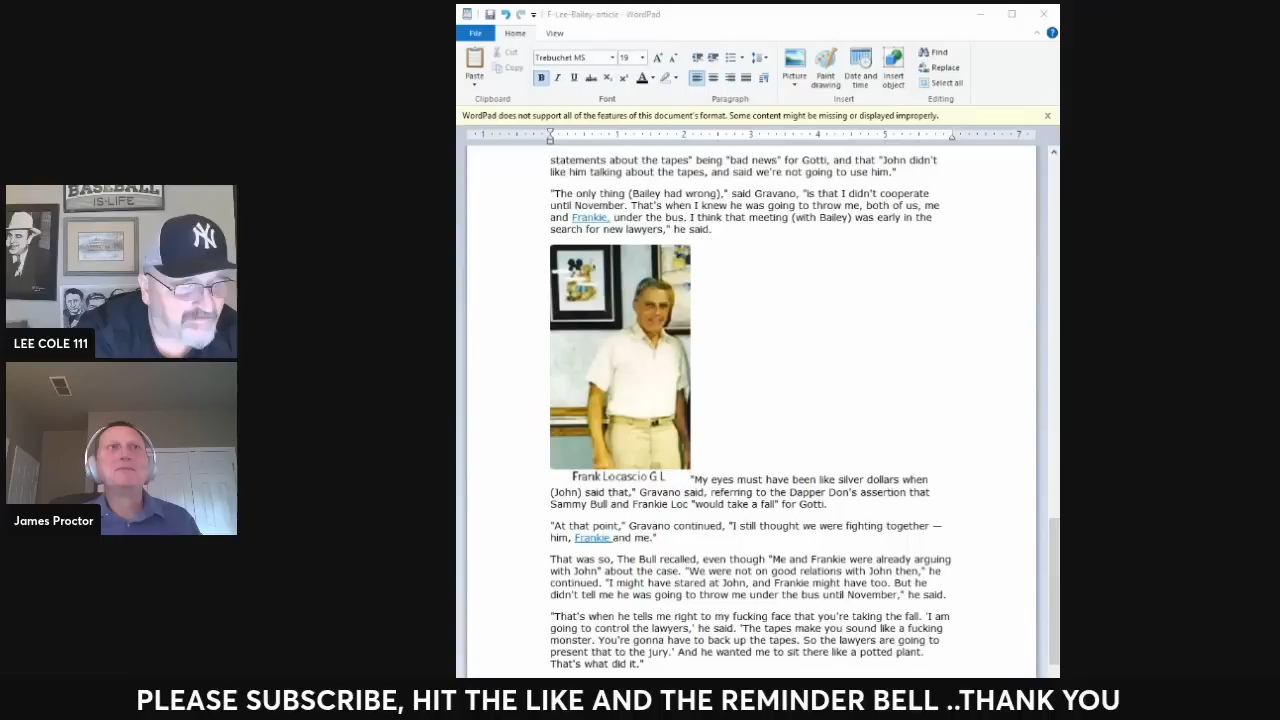 F-Lee-Bailey-article - WordPad
File
Home
View
Paste
Cut
Copy
Clipboard
Trebuchet MS
19
Font
Paragraph
Picture
Paint drawing
Date and time
Insert object
Insert
Find
Replace
Select all
Editing
WordPad does not support all of the features of this document's format. Some content might be missing or displayed improperly.
1 1 2 3 4 5 7
statements about the tapes" being "bad news" for Gotti, and that "John didn't
like him talking about the tapes, and said we're not going to use him."
"The only thing (Bailey had wrong)," said Gravano, "is that I didn't cooperate
until November. That's when I knew he was going to throw me, both of us, me
and Frankie, under the bus. I think that meeting (with Bailey) was early in the
search for new lawyers," he said.
Frank Locascio G L
"My eyes must have been like silver dollars when
(John) said that," Gravano said, referring to the Dapper Don's assertion that
Sammy Bull and Frankie Loc "would take a fall" for Gotti.
"At that point," Gravano continued, "I still thought we were fighting together —
him, Frankie and me."
That was so, The Bull recalled, even though "Me and Frankie were already arguing
with John" about the case. "We were not on good relations with John then," he
continued. "I might have stared at John, and Frankie might have too. But he
didn't tell me he was going to throw me under the bus until November," he said.
"That's when he tells me right to my fucking face that you're taking the fall. 'I am
going to control the lawyers,' he said. 'The tapes make you sound like a fucking
monster. You're gonna have to back up the tapes. So the lawyers are going to
present that to the jury.' And he wanted me to sit there like a potted plant.
That's what did it."
BASEBALL
IS·LIFE
NY
LEE COLE 111
James Proctor
PLEASE SUBSCRIBE, HIT THE LIKE AND THE REMINDER BELL ..THANK YOU